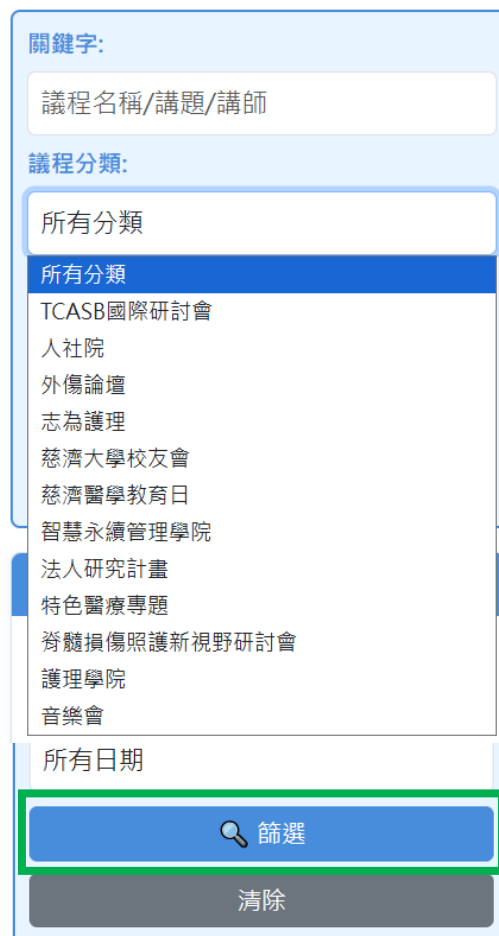 關鍵字:
議程名稱/講題/講師
議程分類:
所有分類
所有分類
TCASB國際研討會
人社院
外傷論壇
志為護理
慈濟大學校友會
慈濟醫學教育日
智慧永續管理學院
法人研究計畫
特色醫療專題
脊髓損傷照護新視野研討會
護理學院
音樂會
所有日期
篩選
清除